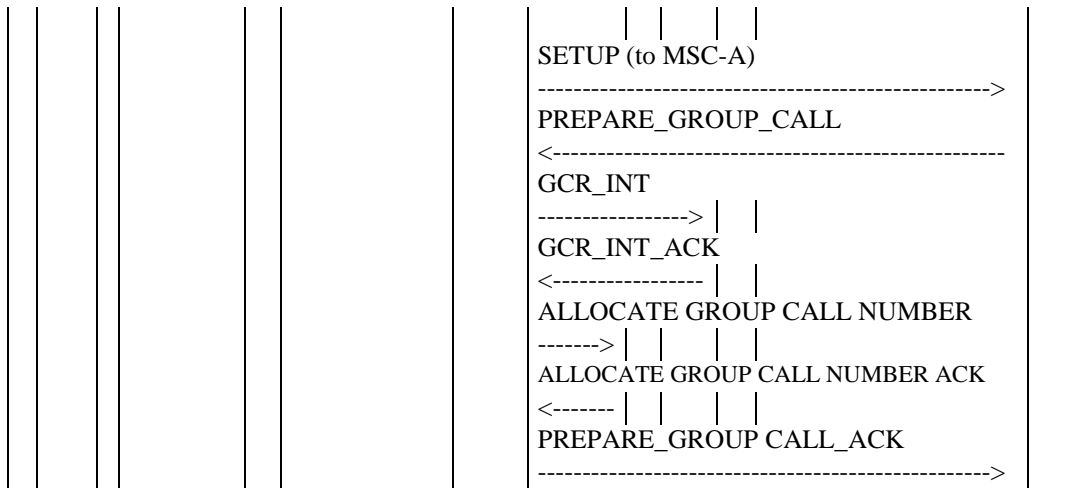 SETUP (to MSC-A)
--------------------------------------------------->
PREPARE_GROUP_CALL
<---------------------------------------------------
GCR_INT
----------------->
GCR_INT_ACK
<-----------------
ALLOCATE GROUP CALL NUMBER
------->
ALLOCATE GROUP CALL NUMBER ACK
<-------
PREPARE_GROUP CALL_ACK
--------------------------------------------------->